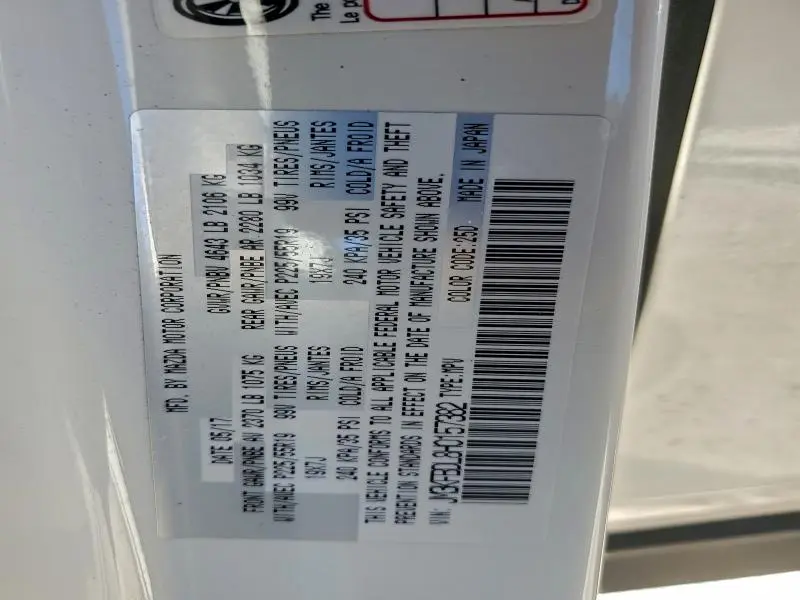 The
Le
MFD. BY MAZDA MOTOR CORPORATION
DATE 05/17 GVWR/PNBV 4643 LB 2106 KG
FRONT GAWR/PNBE AV 2370 LB 1075 KG REAR GAWR/PNBE AR 2280 LB 1034 KG
WITH/AVEC P225/55R19 99V TIRES/PNEUS WITH/AVEC P225/55R19 99V TIRES/PNEUS
19X7J RIMS/JANTES 19X7J RIMS/JANTES
240 KPA/35 PSI COLD/A FROID 240 KPA/35 PSI COLD/A FROID
THIS VEHICLE CONFORMS TO ALL APPLICABLE FEDERAL MOTOR VEHICLE SAFETY AND THEFT
PREVENTION STANDARDS IN EFFECT ON THE DATE OF MANUFACTURE SHOWN ABOVE.
COLOR CODE:25D MADE IN JAPAN
VIN: JM3KFBDL8H0157382 TYPE:MPV